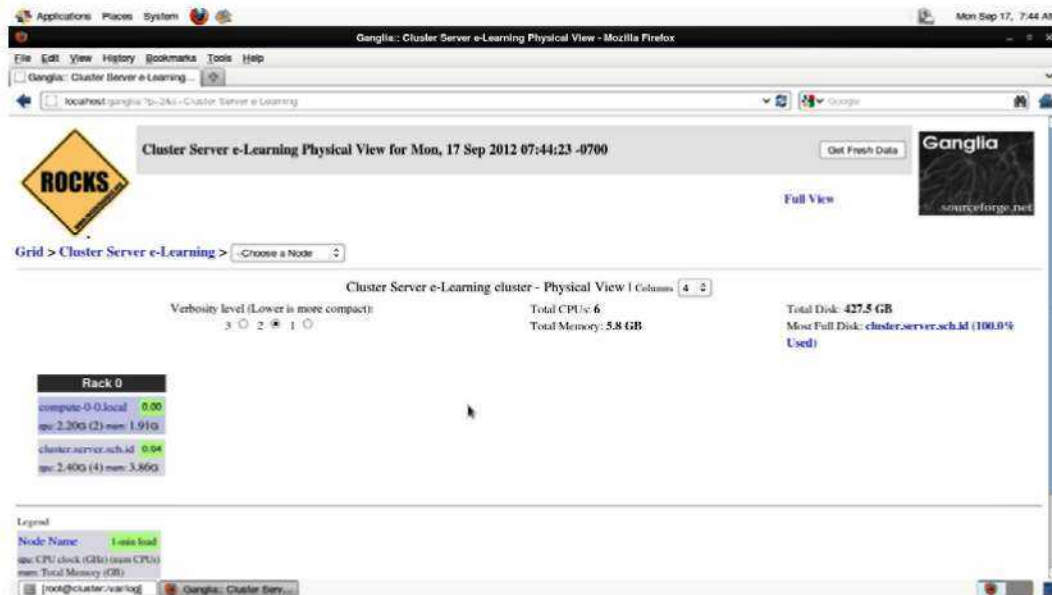 Applications Places System Mon Sep 17, 7:44 AM
Ganglia:: Cluster Server e-Learning Physical View - Mozilla Firefox
File Edit View History Bookmarks Tools Help
Ganglia:: Cluster Server e-Learning...
localhost/ganglia/?p=2&c=Cluster Server e-Learning Google
ROCKS
Cluster Server e-Learning Physical View for Mon, 17 Sep 2012 07:44:23 -0700
Get Fresh Data
Ganglia
sourceforge.net
Full View
Grid > Cluster Server e-Learning > -Choose a Node
Cluster Server e-Learning cluster - Physical View | Columns 4
Verbosity level (Lower is more compact):
3 2 1
Total CPUs: 6
Total Memory: 5.8 GB
Total Disk: 427.5 GB
Most Full Disk: cluster.server.sch.id (100.0%
Used)
Rack 0
compute-0-0.local 0.00
cpu: 2.20G (2) mem: 1.91G
cluster.server.sch.id 0.04
cpu: 2.40G (4) mem: 3.86G
Legend
Node Name 1-min load
cpu: CPU clock (GHz) (num CPUs)
mem: Total Memory (GB)
[root@cluster:/var/log] Ganglia:: Cluster Serv...